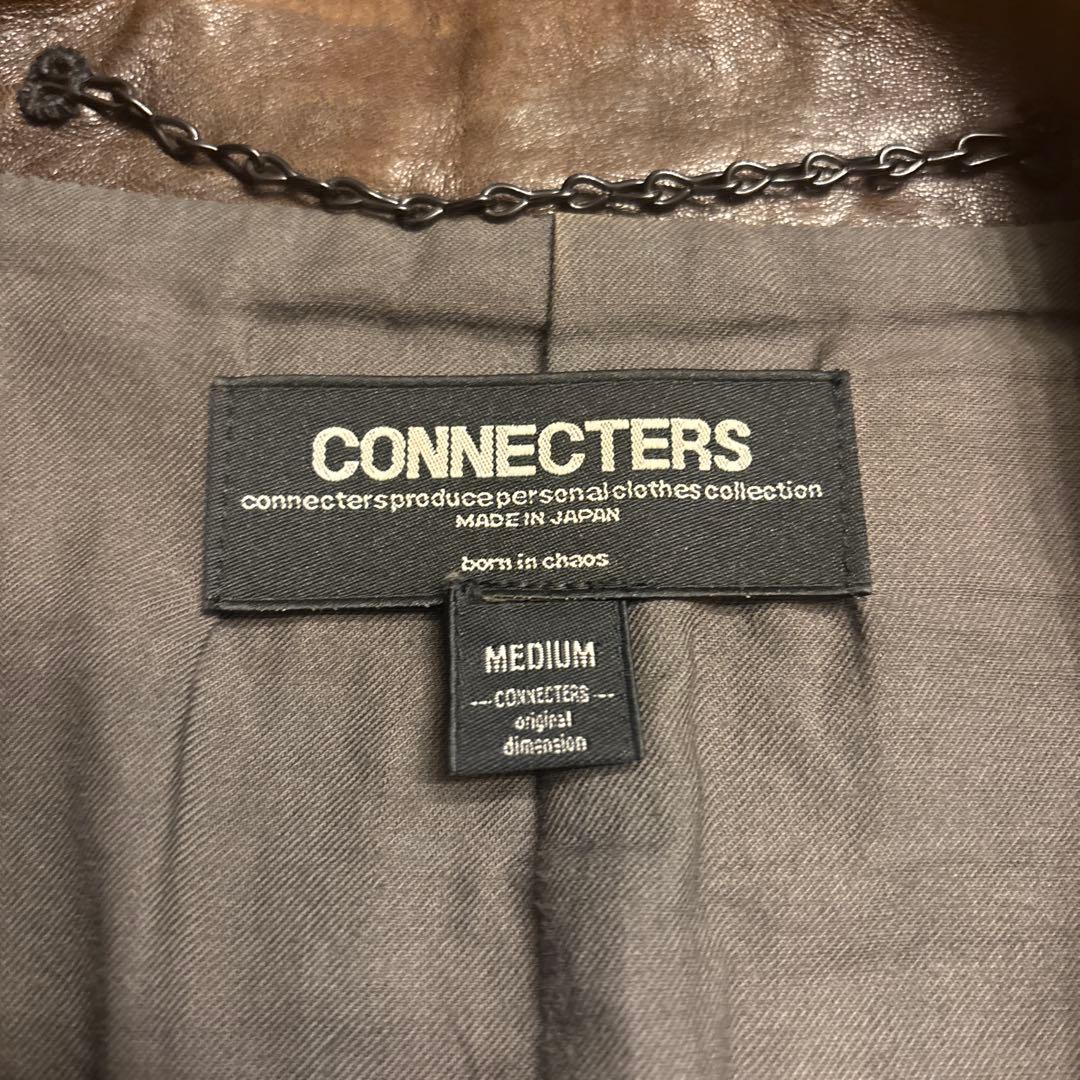 CONNECTERS
connectersproducepersonalclothescollection
MADE IN JAPAN
born in chaos
MEDIUM
---CONNECTERS---
original
dimension